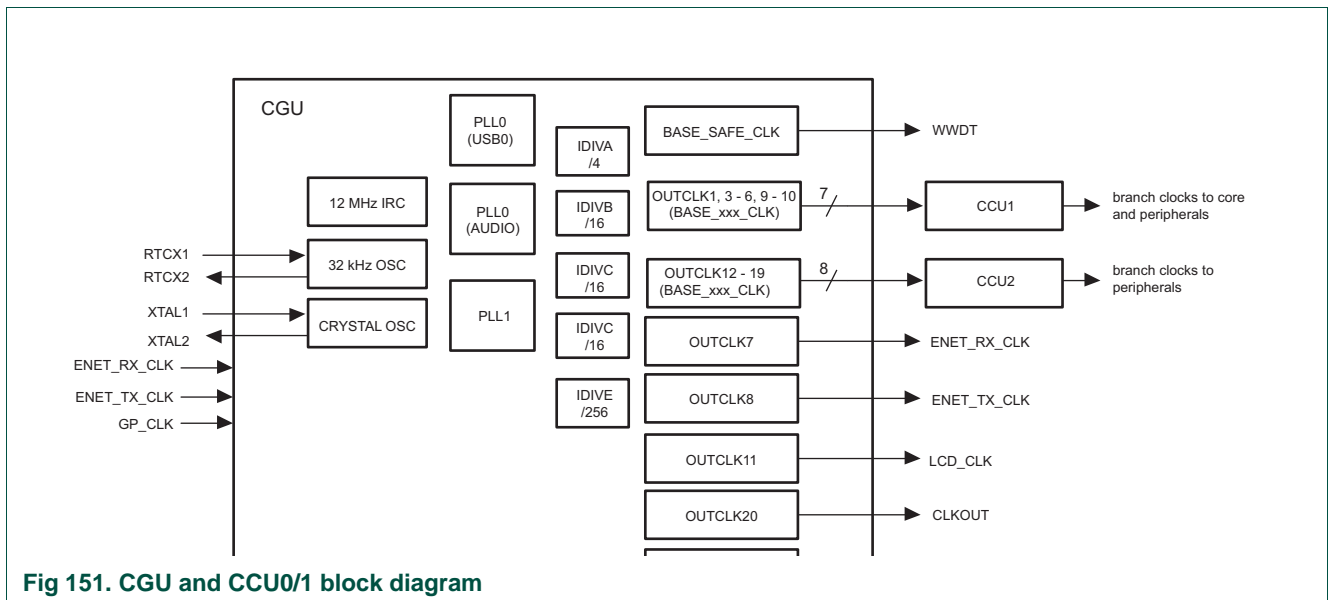 CGU
PLL0
(USB0)
IDIVA
/4
BASE_SAFE_CLK
WWDT
12 MHz IRC
PLL0
(AUDIO)
IDIVB
/16
OUTCLK1, 3 - 6, 9 - 10
(BASE_xxx_CLK)
7
CCU1
branch clocks to core
and peripherals
RTCX1
RTCX2
32 kHz OSC
IDIVC
/16
OUTCLK12 - 19
(BASE_xxx_CLK)
8
CCU2
branch clocks to
peripherals
XTAL1
XTAL2
CRYSTAL OSC
PLL1
IDIVC
/16
OUTCLK7
ENET_RX_CLK
ENET_RX_CLK
ENET_TX_CLK
GP_CLK
IDIVE
/256
OUTCLK8
ENET_TX_CLK
OUTCLK11
LCD_CLK
OUTCLK20
CLKOUT
Fig 151. CGU and CCU0/1 block diagram